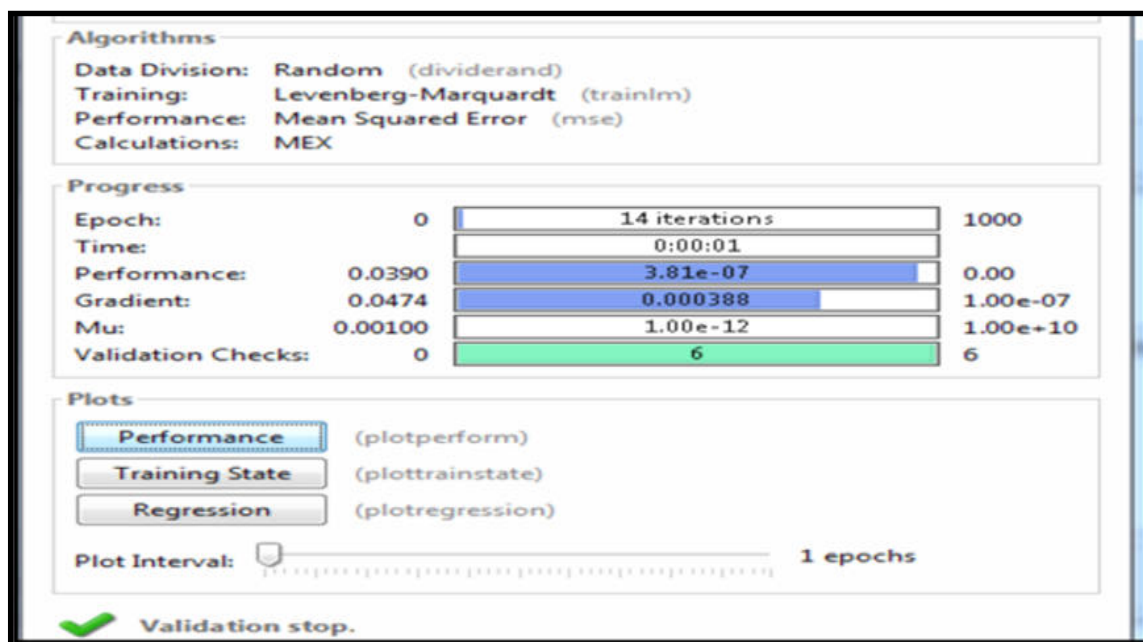 Algorithms
Data Division: Random (dividerand)
Training: Levenberg-Marquardt (trainlm)
Performance: Mean Squared Error (mse)
Calculations: MEX
Progress
Epoch: 0 14 iterations 1000
Time: 0:00:01
Performance: 0.0390 3.81e-07 0.00
Gradient: 0.0474 0.000388 1.00e-07
Mu: 0.00100 1.00e-12 1.00e+10
Validation Checks: 0 6 6
Plots
Performance (plotperform)
Training State (plottrainstate)
Regression (plotregression)
Plot Interval: 1 epochs
Validation stop.